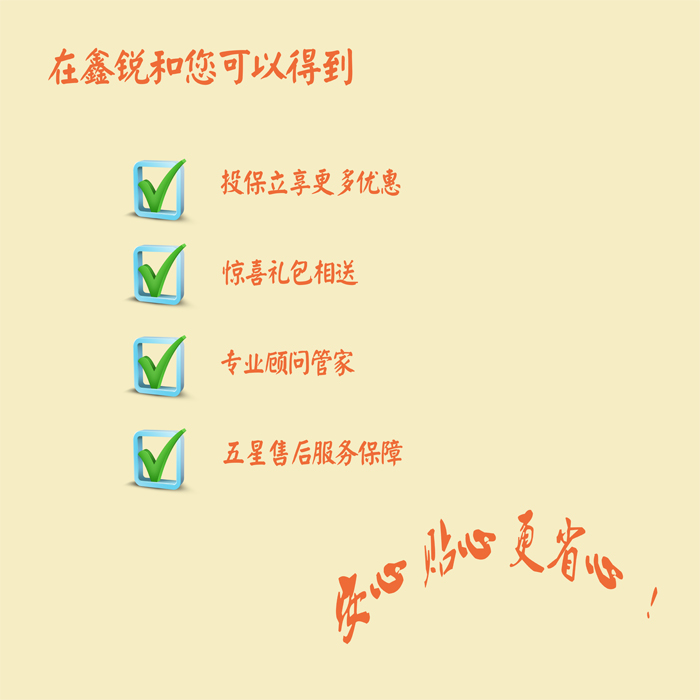 在鑫锐和您可以得到
投保立享更多优惠
惊喜礼包相送
专业顾问管家
五星售后服务保障
安心 贴心 更省心 !